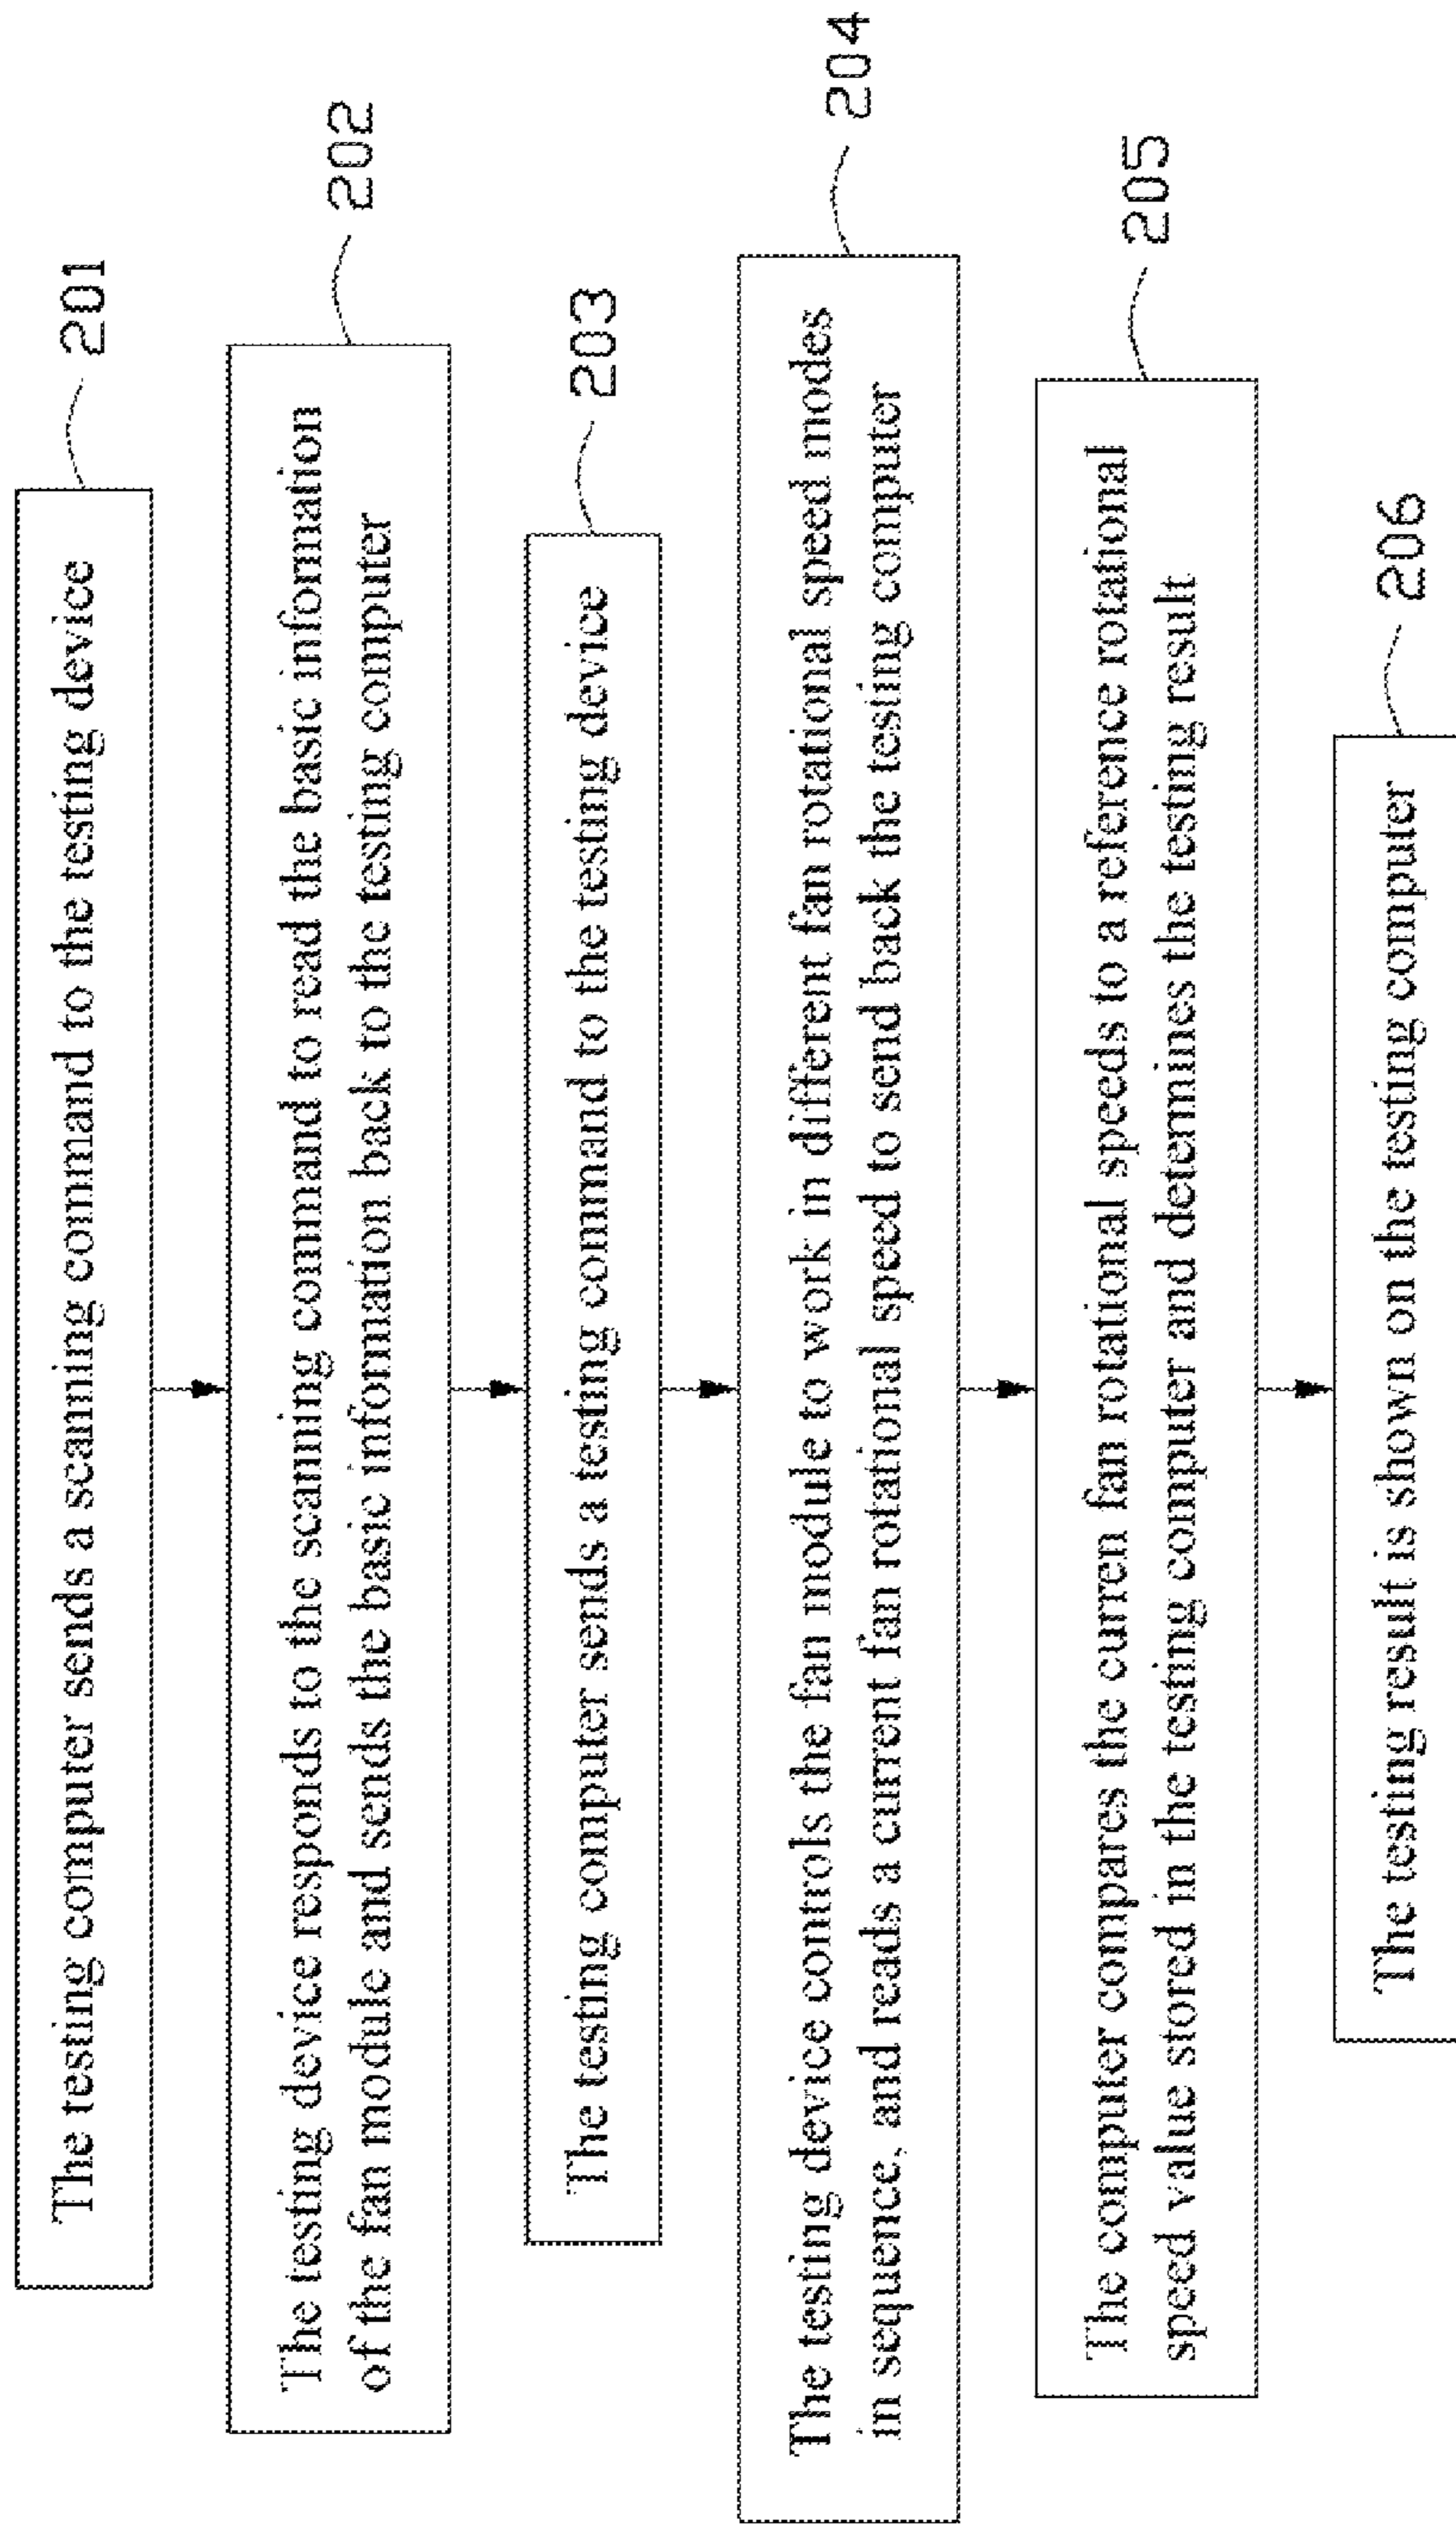 The testing computer sends a scanning command to the testing device
201
The testing device responds to the scanning command to read the basic information
of the fan module and sends the basic information back to the testing computer
202
The testing computer sends a testing command to the testing device
203
The testing device controls the fan module to work in different fan rotational speed modes
in sequence, and reads a current fan rotational speed to send back the testing computer
204
The computer compares the curren fan rotational speeds to a reference rotational
speed value stored in the testing computer and determines the testing result
205
The testing result is shown on the testing computer
206